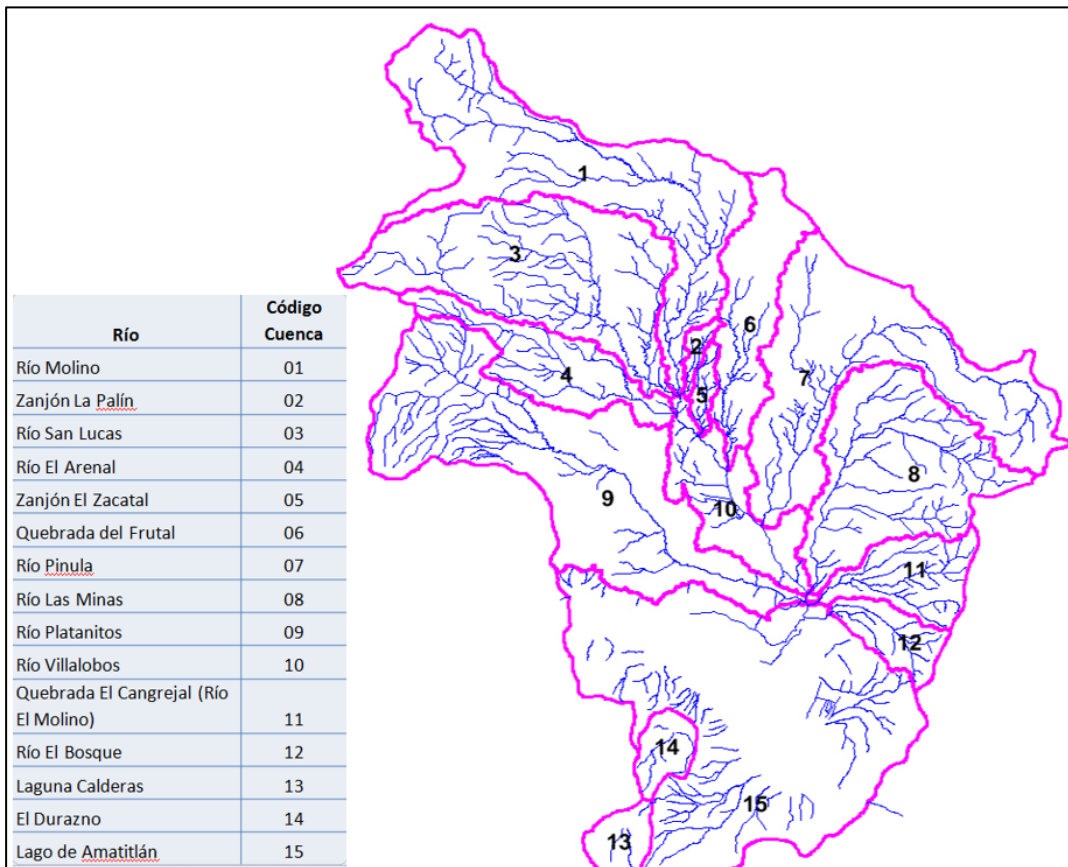 Río Código Cuenca
Río Molino 01
Zanjón La Palín 02
Río San Lucas 03
Río El Arenal 04
Zanjón El Zacatal 05
Quebrada del Frutal 06
Río Pinula 07
Río Las Minas 08
Río Platanitos 09
Río Villalobos 10
Quebrada El Cangrejal (Río
El Molino) 11
Río El Bosque 12
Laguna Calderas 13
El Durazno 14
Lago de Amatitlán 15
1
3
6
2
4
7
5
8
9
10
11
12
14
15
13